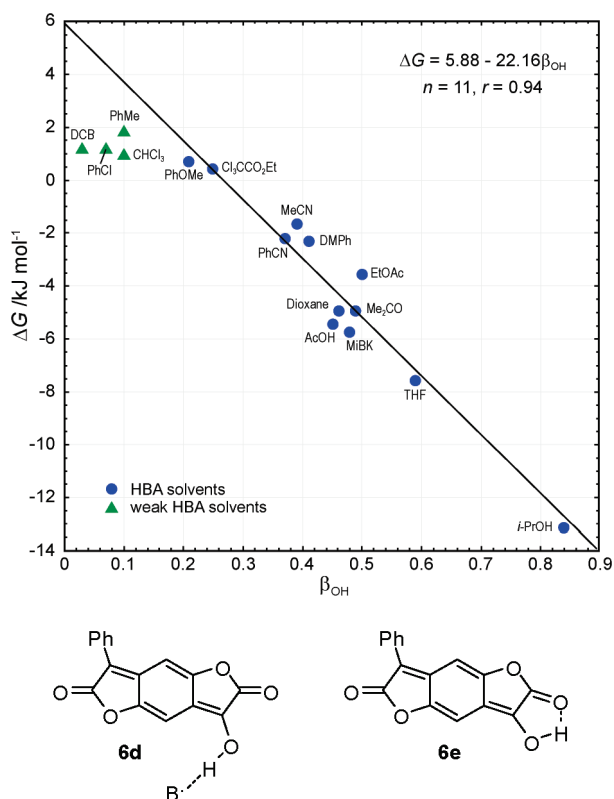 6
4
2
0
-2
-4
-6
-8
-10
-12
-14
ΔG /kJ mol⁻¹
ΔG = 5.88 - 22.16β_OH
n = 11, r = 0.94
PhMe
DCB
PhCl
CHCl₃
PhOMe
Cl₃CCO₂Et
MeCN
PhCN
DMPh
EtOAc
Dioxane
Me₂CO
AcOH
MiBK
THF
i-PrOH
HBA solvents
weak HBA solvents
0 0.1 0.2 0.3 0.4 0.5 0.6 0.7 0.8 0.9
β_OH
Ph
O
O
O
O
O
H
B
6d
Ph
O
O
O
O
O
H
6e